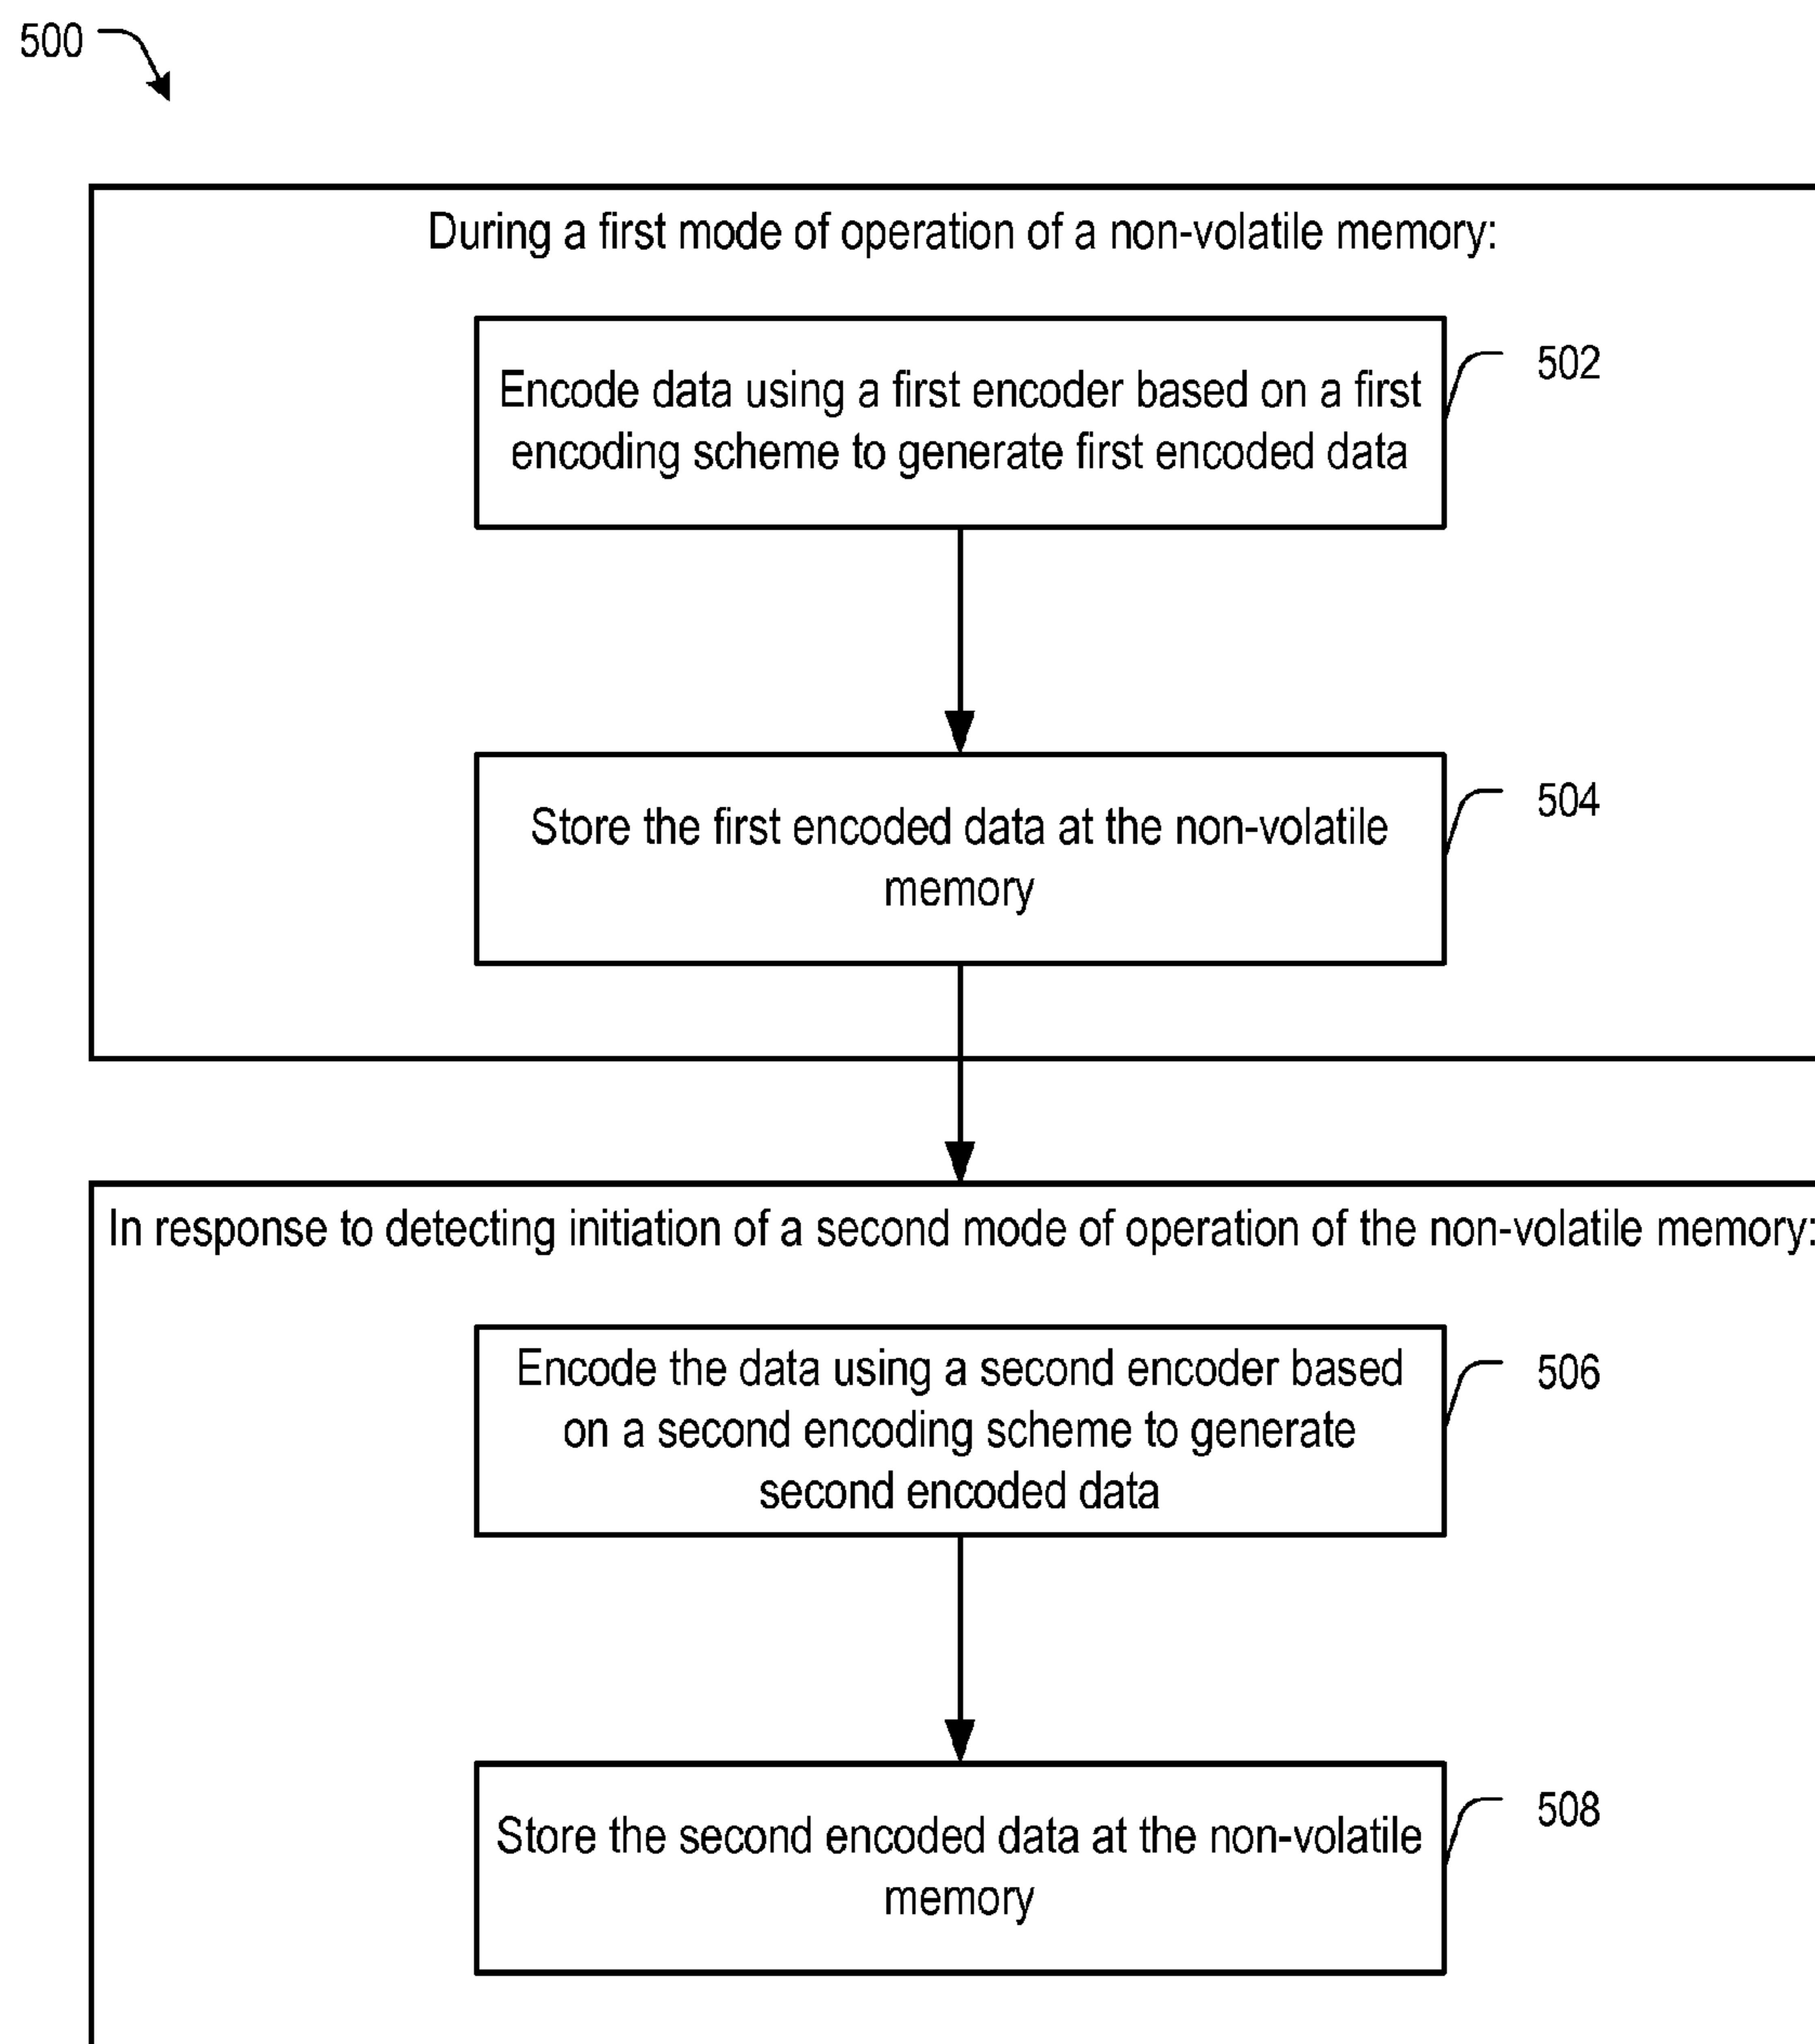 500
During a first mode of operation of a non-volatile memory:
Encode data using a first encoder based on a first
encoding scheme to generate first encoded data
502
Store the first encoded data at the non-volatile
memory
504
In response to detecting initiation of a second mode of operation of the non-volatile memory:
Encode the data using a second encoder based
on a second encoding scheme to generate
second encoded data
506
Store the second encoded data at the non-volatile
memory
508